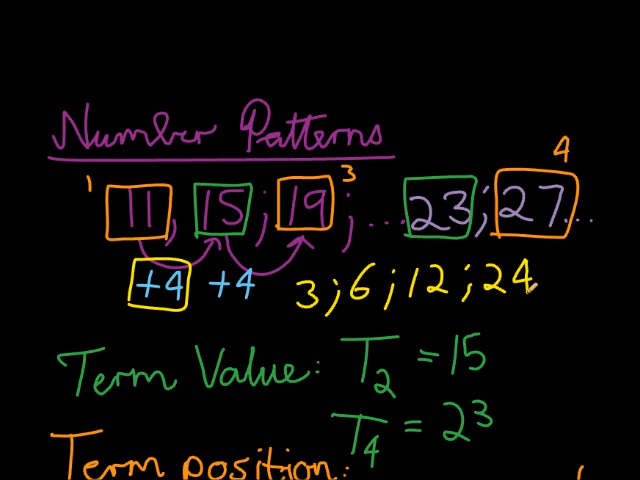 Number Patterns
1 3 4
11; 15; 19; ... 23; 27...
+4 +4 3; 6; 12; 24
Term Value: T2 = 15
T4 = 23
Term position: